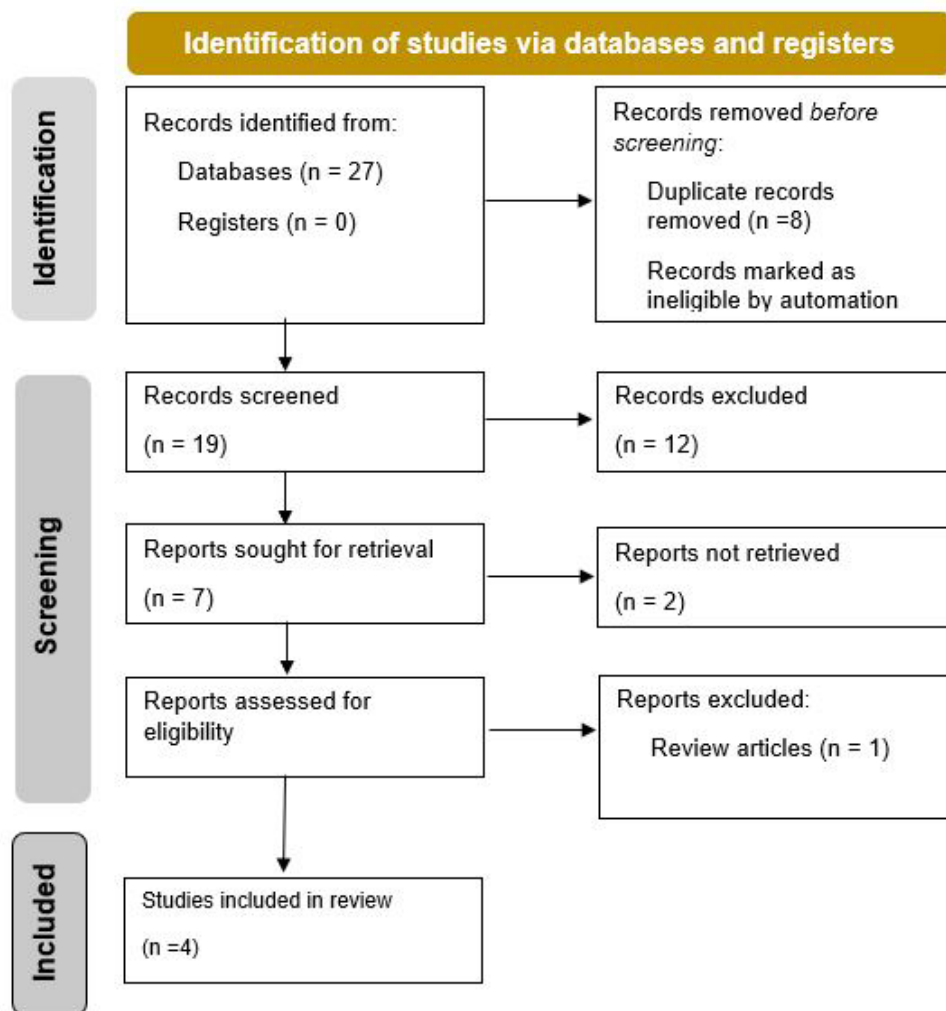 Identification of studies via databases and registers
Identification
Records identified from:
Databases (n = 27)
Registers (n = 0)
Records removed before
screening:
Duplicate records
removed (n =8)
Records marked as
ineligible by automation
Screening
Records screened
(n = 19)
Records excluded
(n = 12)
Reports sought for retrieval
(n = 7)
Reports not retrieved
(n = 2)
Reports assessed for
eligibility
Reports excluded:
Review articles (n = 1)
Included
Studies included in review
(n =4)